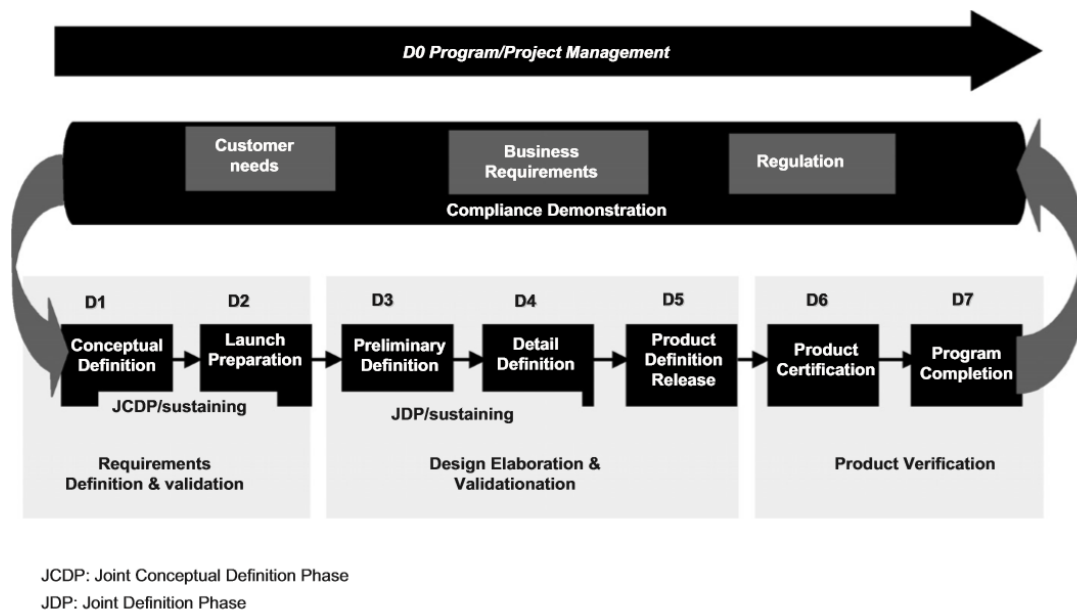 D0 Program/Project Management
Customer
needs
Business
Requirements
Regulation
Compliance Demonstration
D1
D2
D3
D4
D5
D6
D7
Conceptual
Definition
Launch
Preparation
Preliminary
Definition
Detail
Definition
Product
Definition
Release
Product
Certification
Program
Completion
JCDP/sustaining
JDP/sustaining
Requirements
Definition & validation
Design Elaboration &
Validationation
Product Verification
JCDP: Joint Conceptual Definition Phase
JDP: Joint Definition Phase